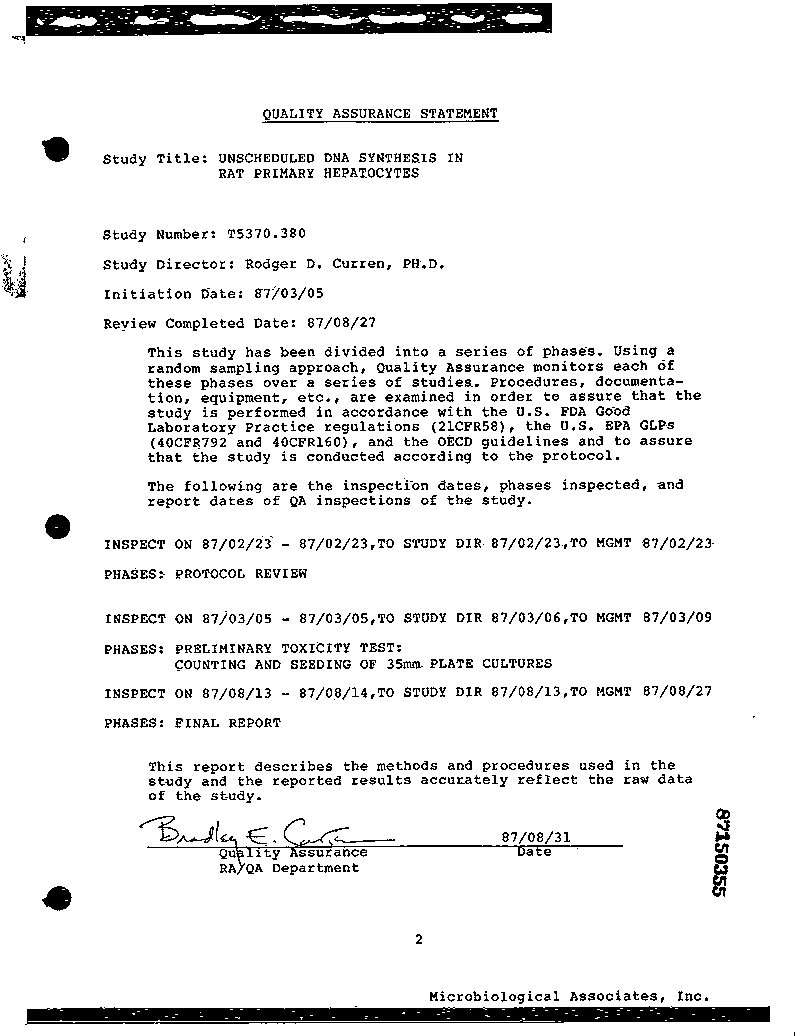 QUALITY ASSURANCE STATEMENT
Study Title: UNSCHEDULED DNA SYNTHESIS IN
RAT PRIMARY HEPATOCYTES
Study Number: T5370.380
Study Director: Rodger D. Curren, PH.D.
Initiation Date: 87/03/05
Review Completed Date: 87/08/27
This study has been divided into a series of phases. Using a
random sampling approach, Quality Assurance monitors each of
these phases over a series of studies. Procedures, documenta-
tion, equipment, etc., are examined in order to assure that the
study is performed in accordance with the U.S. FDA Good
Laboratory Practice regulations (21CFR58), the U.S. EPA GLPs
(40CFR792 and 40CFR160), and the OECD guidelines and to assure
that the study is conducted according to the protocol.
The following are the inspection dates, phases inspected, and
report dates of QA inspections of the study.
INSPECT ON 87/02/23 - 87/02/23,TO STUDY DIR 87/02/23,TO MGMT 87/02/23
PHASES: PROTOCOL REVIEW
INSPECT ON 87/03/05 - 87/03/05,TO STUDY DIR 87/03/06,TO MGMT 87/03/09
PHASES: PRELIMINARY TOXICITY TEST:
COUNTING AND SEEDING OF 35mm PLATE CULTURES
INSPECT ON 87/08/13 - 87/08/14,TO STUDY DIR 87/08/13,TO MGMT 87/08/27
PHASES: FINAL REPORT
This report describes the methods and procedures used in the
study and the reported results accurately reflect the raw data
of the study.
Bradley E. 87/08/31
Quality Assurance Date
RA/QA Department
87150355
2
Microbiological Associates, Inc.